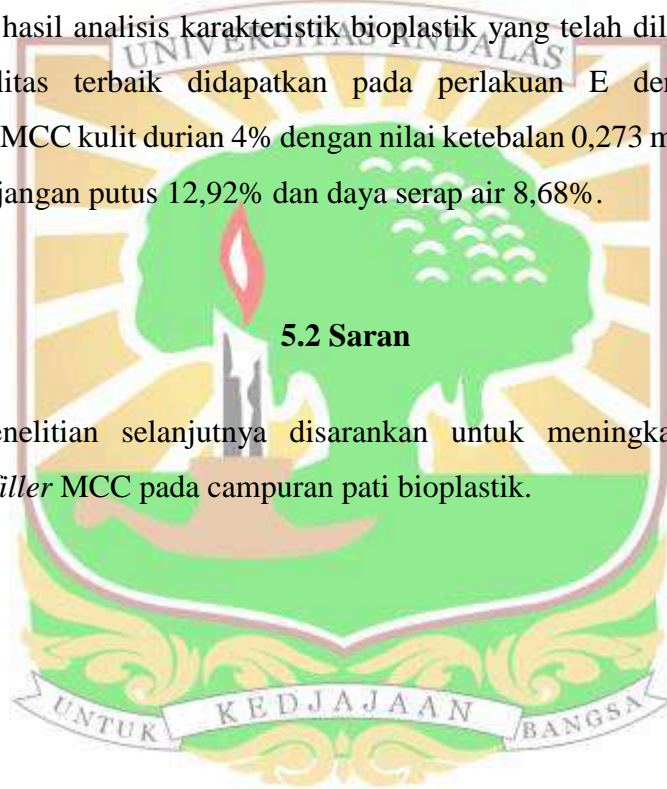 hasil analisis karakteristik bioplastik yang telah dil
UNIVERSITAS ANDALAS
litas terbaik didapatkan pada perlakuan E der
MCC kulit durian 4% dengan nilai ketebalan 0,273 m
jangan putus 12,92% dan daya serap air 8,68%.
5.2 Saran
enelitian selanjutnya disarankan untuk meningka
filler MCC pada campuran pati bioplastik.
UNTUK KEDJAJAAN BANGSA